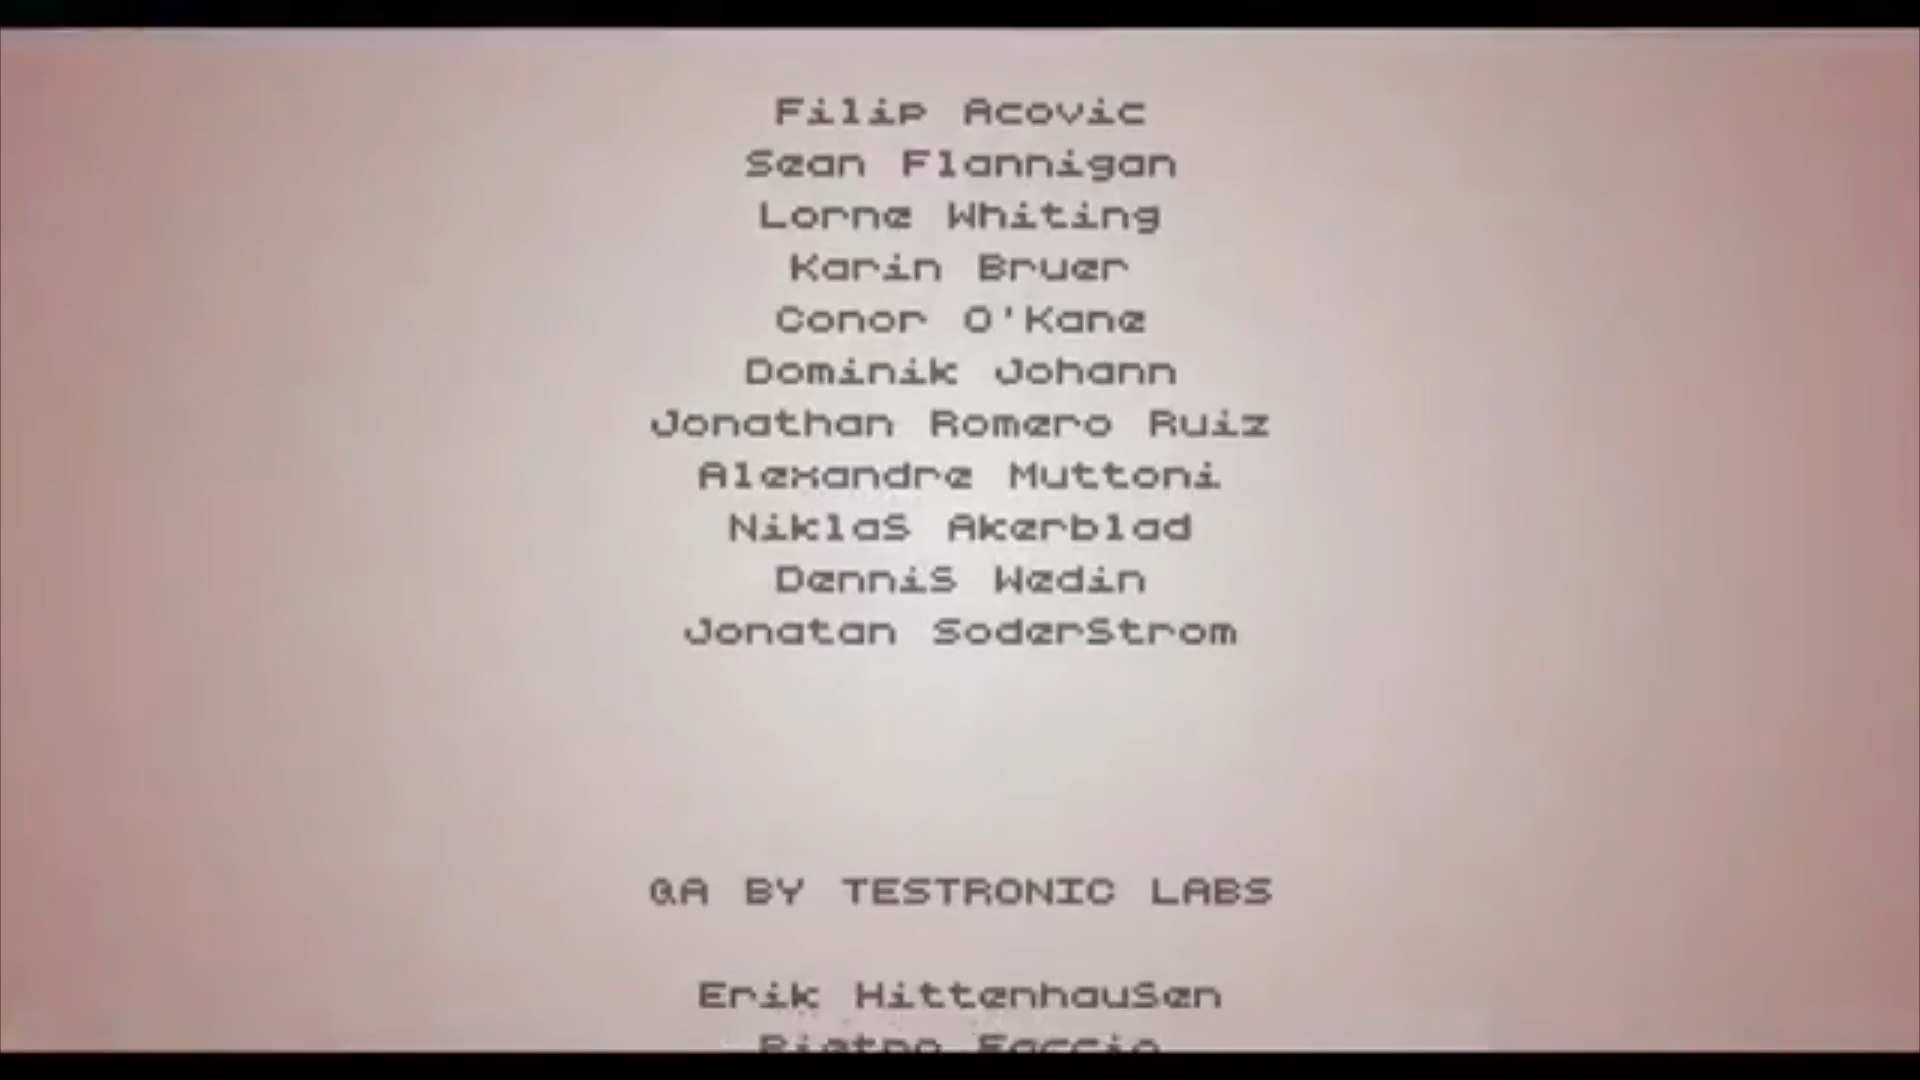 Filip Acovic
Sean Flannigan
Lorne Whiting
Karin Bruer
Conor O'Kane
Dominik Johann
Jonathan Romero Ruiz
Alexandre Muttoni
Niklas Akerblad
Dennis Wedin
Jonatan Soderstrom
QA BY TESTRONIC LABS
Erik Hittenhausen